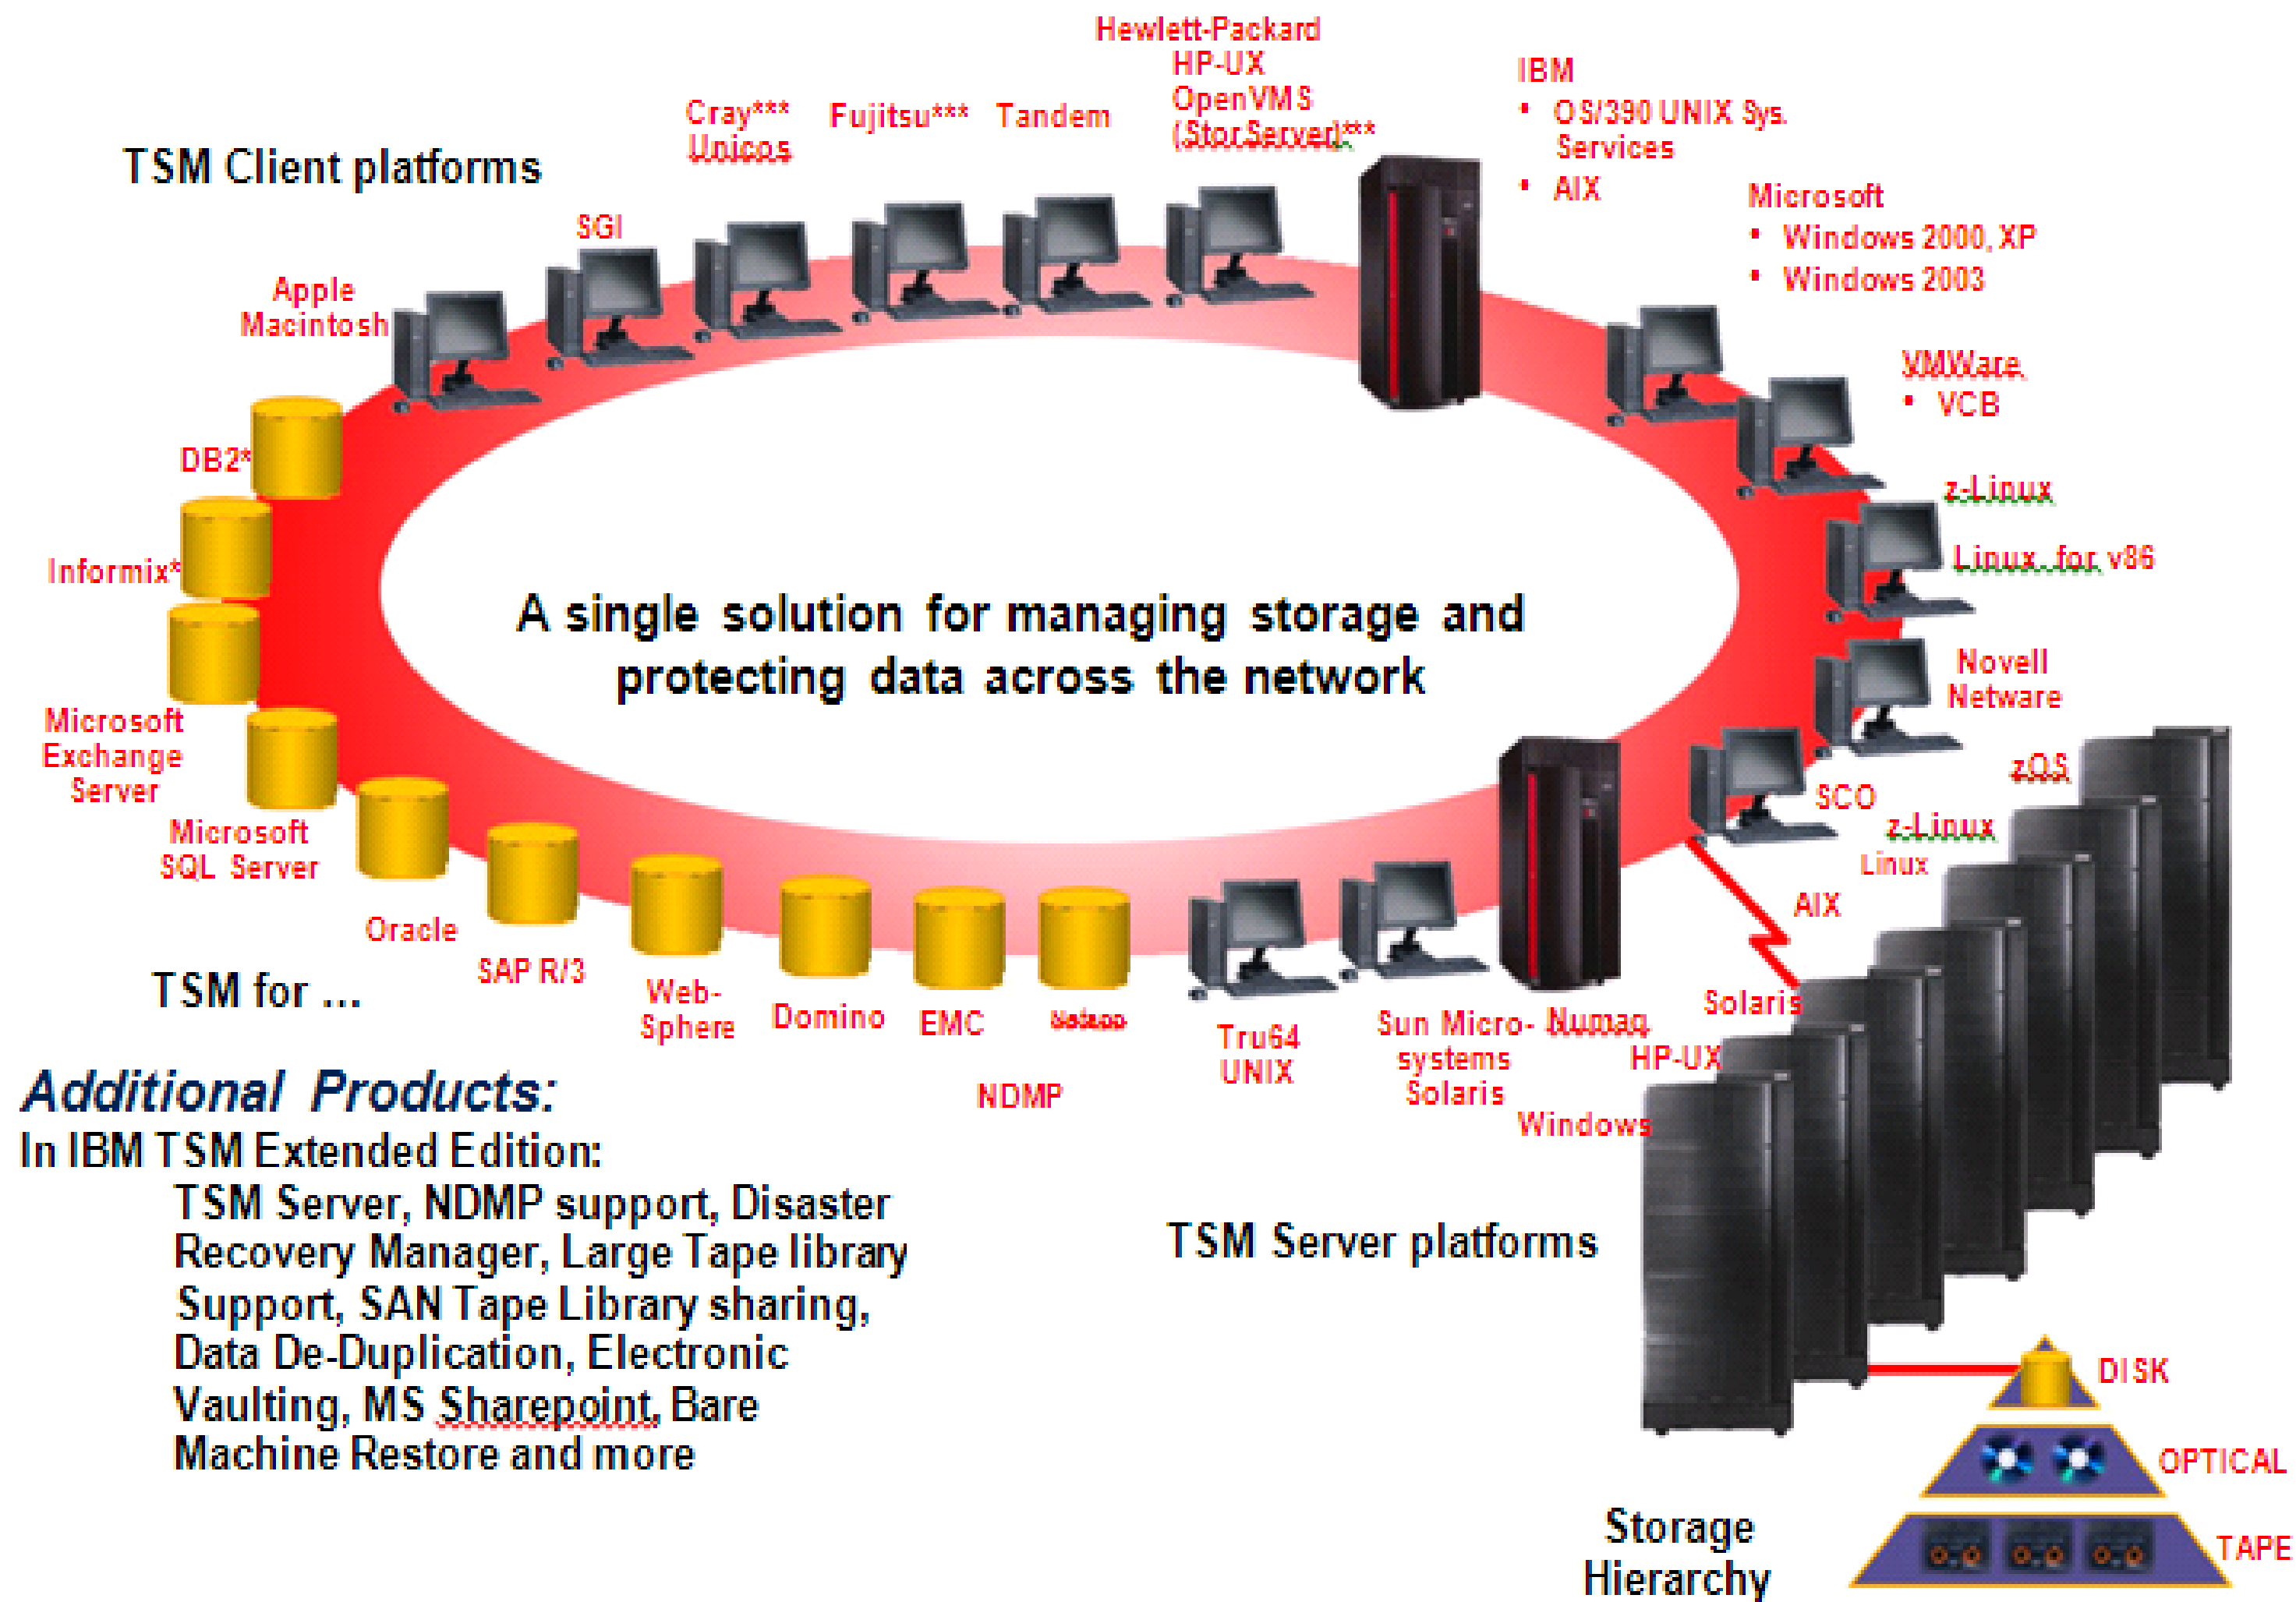 Hewlett-Packard
HP-UX
OpenVMS
(StorServer)***
IBM
• OS/390 UNIX Sys.
Services
• AIX
Cray***
Unicos
Fujitsu***
Tandem
TSM Client platforms
SGI
Microsoft
• Windows 2000, XP
• Windows 2003
Apple
Macintosh
VMWare
• VCB
DB2*
z-Linux
Informix*
Linux for v86
A single solution for managing storage and
protecting data across the network
Novell
Netware
Microsoft
Exchange
Server
zOS
SCO
Microsoft
SQL Server
z-Linux
Linux
AIX
Oracle
SAP R/3
TSM for ...
Web-
Sphere
Domino
EMC
NDMP
Tru64
UNIX
Sun Micro-
systems
Solaris
Numaq
Solaris
HP-UX
Windows
Additional Products:
In IBM TSM Extended Edition:
TSM Server, NDMP support, Disaster
Recovery Manager, Large Tape library
Support, SAN Tape Library sharing,
Data De-Duplication, Electronic
Vaulting, MS Sharepoint, Bare
Machine Restore and more
TSM Server platforms
DISK
OPTICAL
TAPE
Storage
Hierarchy